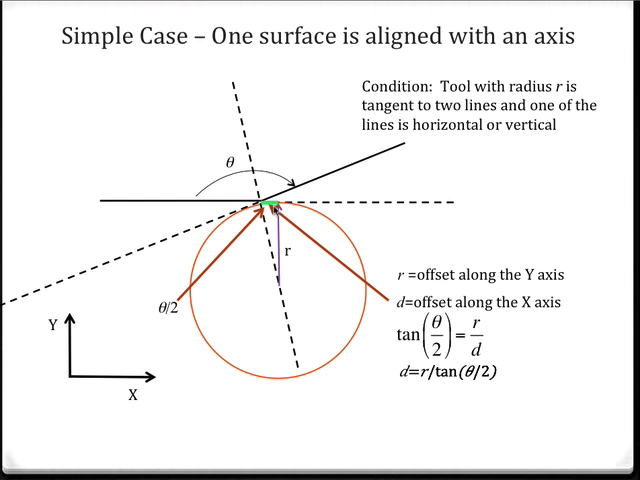 Simple Case – One surface is aligned with an axis
Condition: Tool with radius r is
tangent to two lines and one of the
lines is horizontal or vertical
θ
r
r =offset along the Y axis
θ/2
d=offset along the X axis
Y
tan(θ/2) = r/d
d=r/tan(θ/2)
X